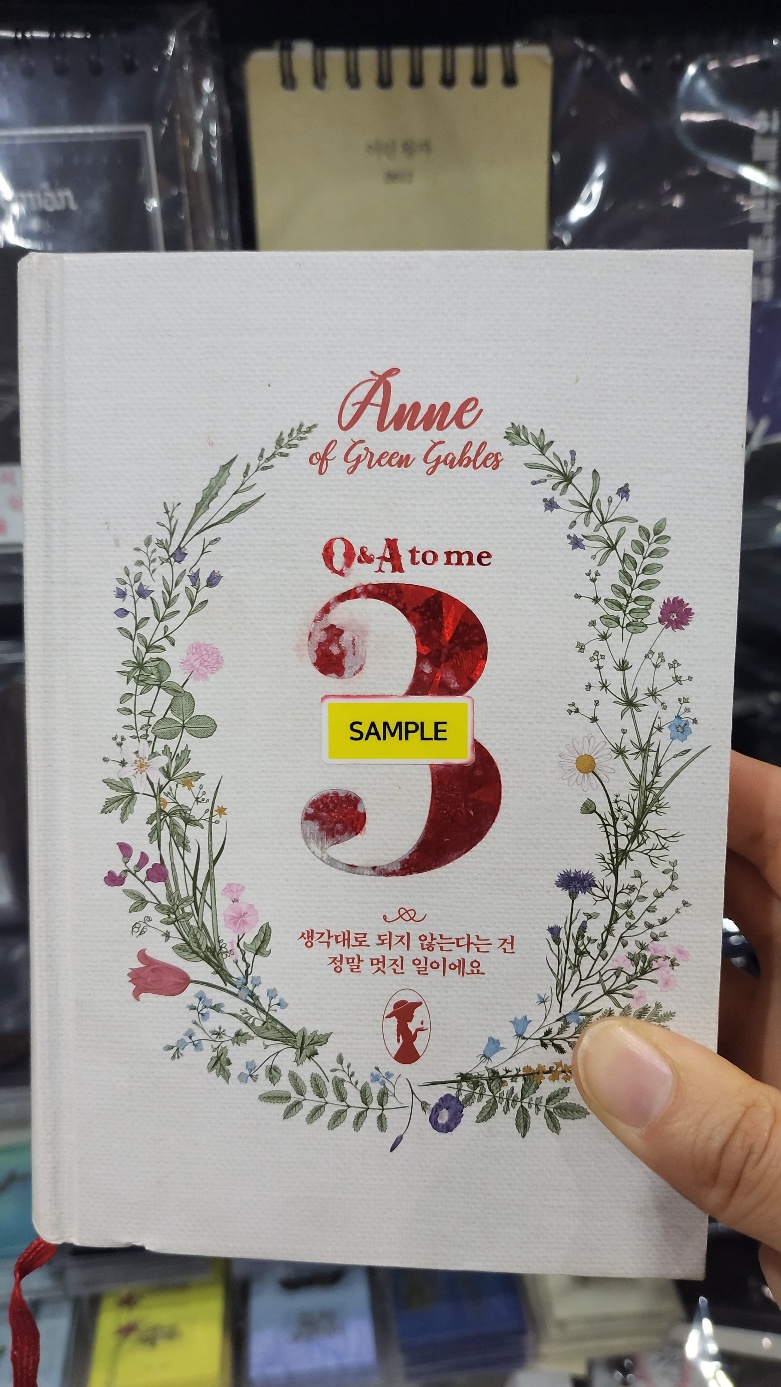 Anne
of Green Gables
Q&A to me
3
SAMPLE
생각대로 되지 않는다는 건
정말 멋진 일이에요